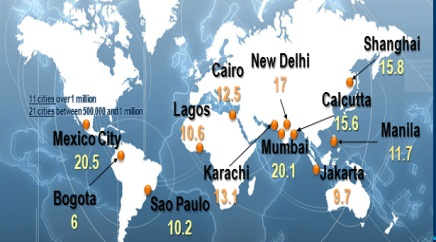 Shanghai
15.8
New Delhi
17
Cairo
12.5
Calcutta
15.6
11 cities over 1 million
21 cities between 500,000 and 1 million
Lagos
10.6
Manila
11.7
Mexico City
20.5
Mumbai
20.1
Karachi
13.1
Jakarta
9.7
Bogota
6
Sao Paulo
10.2